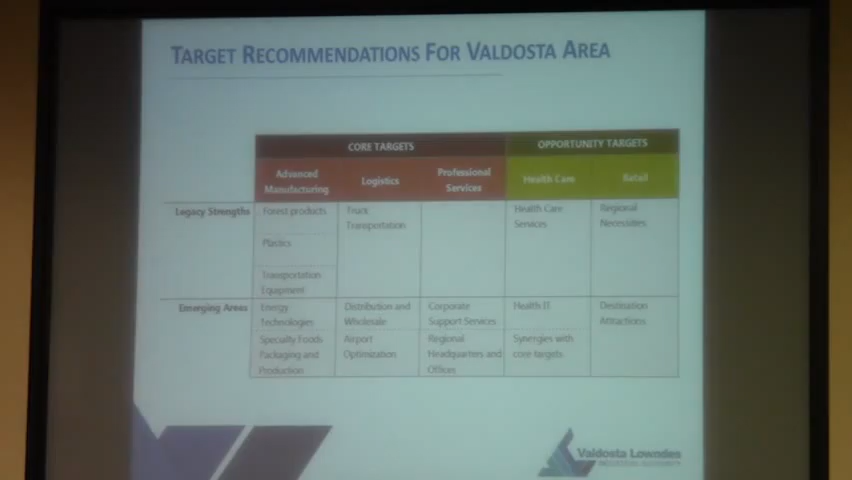 TARGET RECOMMENDATIONS FOR VALDOSTA AREA
CORE TARGETS
OPPORTUNITY TARGETS
Advanced
Manufacturing
Logistics
Professional
Services
Health Care
Retail
Legacy Strengths
Forest products
Plastics
Transportation
Equipment
Truck
Transportation
Health Care
Services
Regional
Necessities
Emerging Areas
Energy
Technologies
Specialty Foods
Packaging and
Production
Distribution and
Wholesale
Airport
Optimization
Corporate
Support Services
Regional
Headquarters and
Offices
Health IT
Synergies with
core targets
Destination
Attractions
Valdosta Lowndes
INDUSTRIAL AUTHORITY